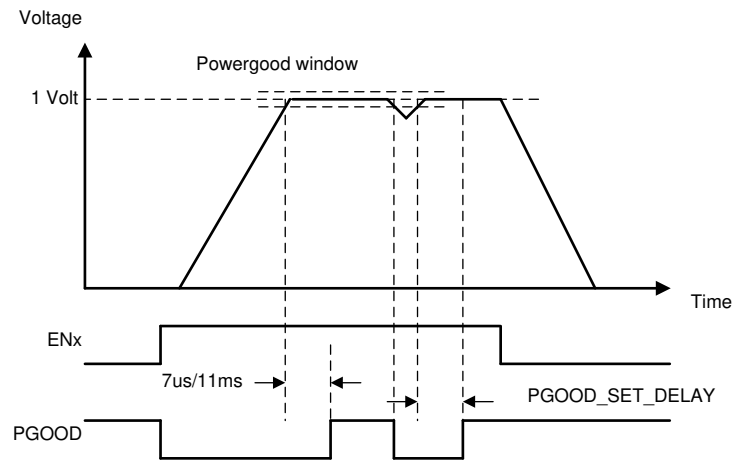 Voltage
Powergood window
1 Volt
Time
ENx
7us/11ms
PGOOD_SET_DELAY
PGOOD